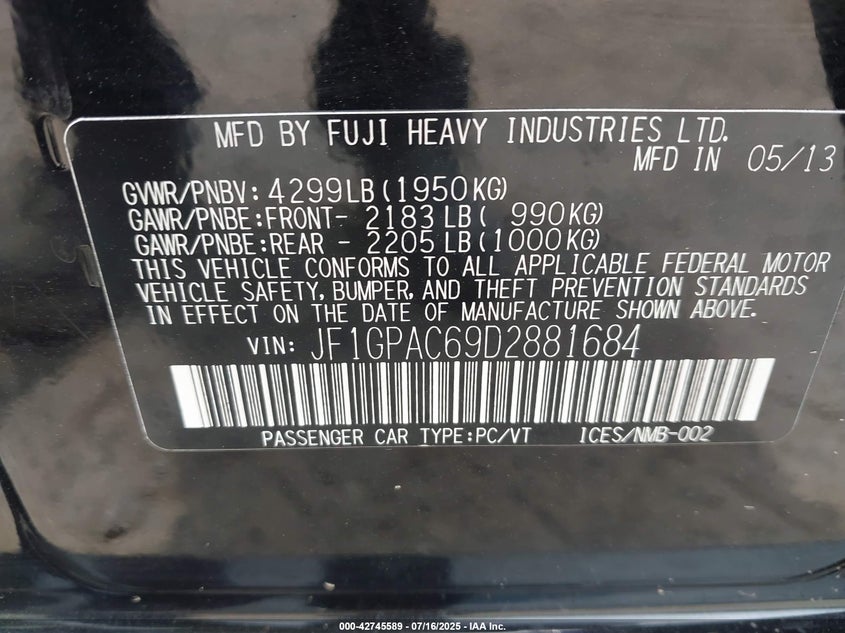 MFD BY FUJI HEAVY INDUSTRIES LTD.
MFD IN 05/13
GVWR/PNBV: 4299LB (1950KG)
GAWR/PNBE:FRONT- 2183 LB ( 990KG)
GAWR/PNBE:REAR - 2205 LB (1000KG)
THIS VEHICLE CONFORMS TO ALL APPLICABLE FEDERAL MOTOR
VEHICLE SAFETY, BUMPER, AND THEFT PREVENTION STANDARDS
IN EFFECT ON THE DATE OF MANUFACTURE SHOWN ABOVE.
VIN: JF1GPAC69D2881684
PASSENGER CAR TYPE:PC/VT ICES/NMB-002
000-42745589 - 07/16/2025 - IAA Inc.